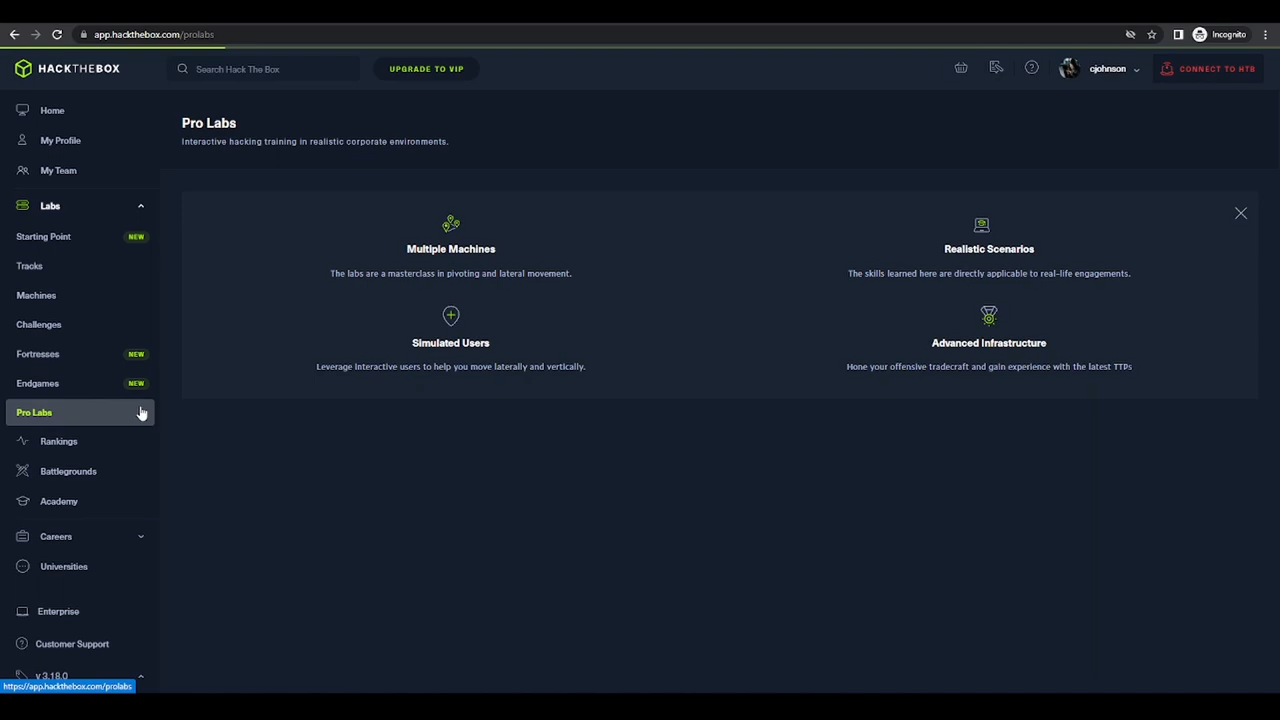 app.hackthebox.com/prolabs
Incognito
HACKTHEBOX
Search Hack The Box
UPGRADE TO VIP
cjohnson
CONNECT TO HTB
Home
My Profile
My Team
Labs
Starting Point NEW
Tracks
Machines
Challenges
Fortresses NEW
Endgames NEW
Pro Labs
Rankings
Battlegrounds
Academy
Careers
Universities
Enterprise
Customer Support
v 3.18.0
https://app.hackthebox.com/prolabs
Pro Labs
Interactive hacking training in realistic corporate environments.
Multiple Machines
The labs are a masterclass in pivoting and lateral movement.
Realistic Scenarios
The skills learned here are directly applicable to real-life engagements.
Simulated Users
Leverage interactive users to help you move laterally and vertically.
Advanced Infrastructure
Hone your offensive tradecraft and gain experience with the latest TTPs